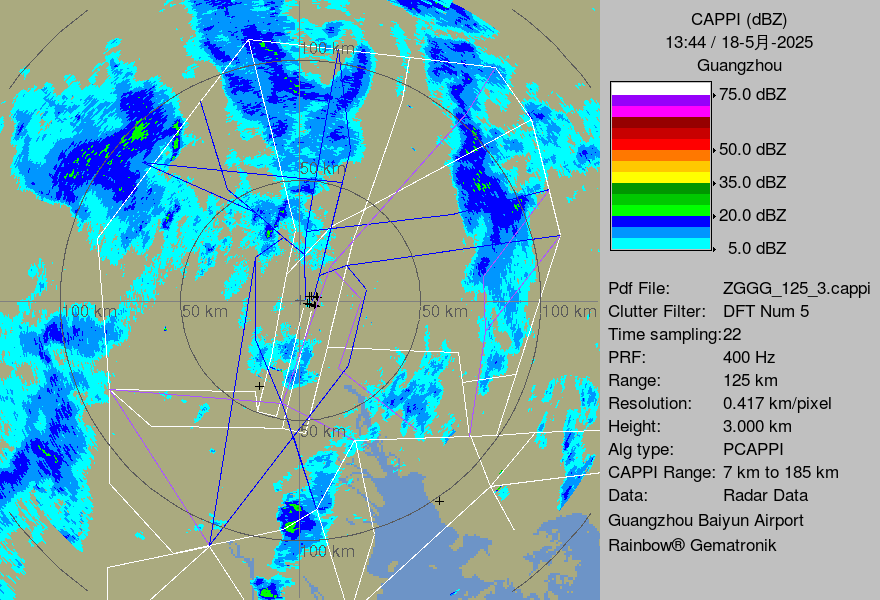 100 km
50 km
100 km
50 km
50 km
100 km
50 km
100 km
CAPPI (dBZ)
13:44 / 18-5月-2025
Guangzhou
75.0 dBZ
50.0 dBZ
35.0 dBZ
20.0 dBZ
5.0 dBZ
Pdf File: ZGGG_125_3.cappi
Clutter Filter: DFT Num 5
Time sampling:22
PRF: 400 Hz
Range: 125 km
Resolution: 0.417 km/pixel
Height: 3.000 km
Alg type: PCAPPI
CAPPI Range: 7 km to 185 km
Data: Radar Data
Guangzhou Baiyun Airport
Rainbow® Gematronik